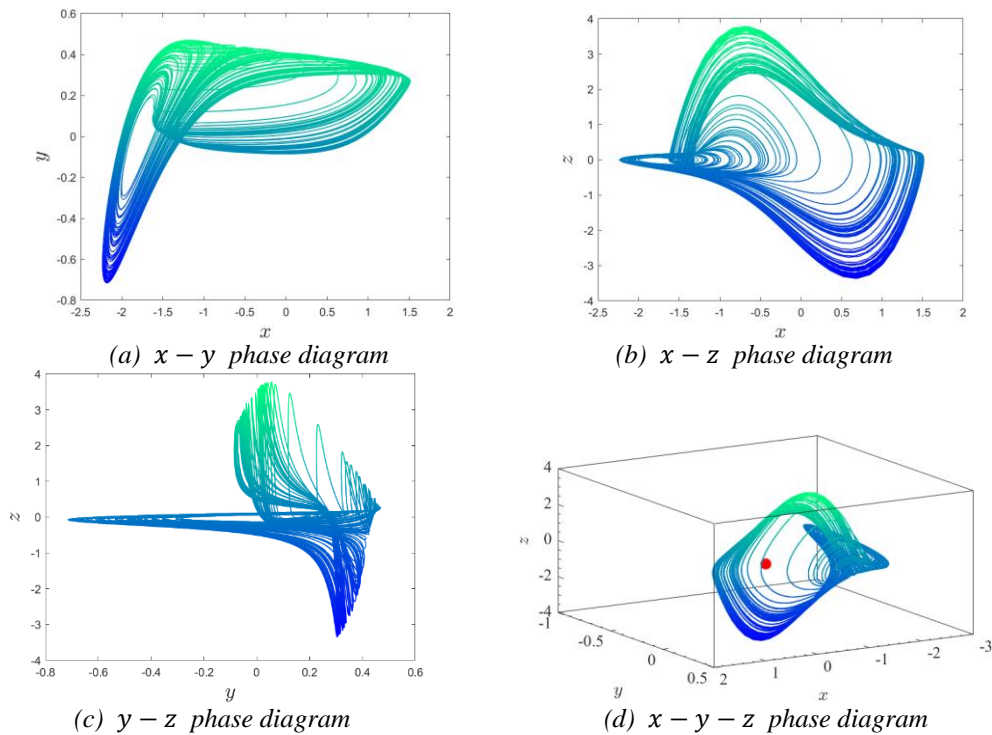 0.6
0.4
0.2
0
-0.2
-0.4
-0.6
-0.8
y
-2.5 -2 -1.5 -1 -0.5 0 0.5 1 1.5 2
x
(a) x − y phase diagram
4
3
2
1
0
-1
-2
-3
-4
z
-2.5 -2 -1.5 -1 -0.5 0 0.5 1 1.5 2
x
(b) x − z phase diagram
4
3
2
1
0
-1
-2
-3
-4
z
-0.8 -0.6 -0.4 -0.2 0 0.2 0.4 0.6
y
(c) y − z phase diagram
4
2
0
-2
-4
z
-1
-0.5
0
0.5
y
2 1 0 -1 -2 -3
x
(d) x − y − z phase diagram